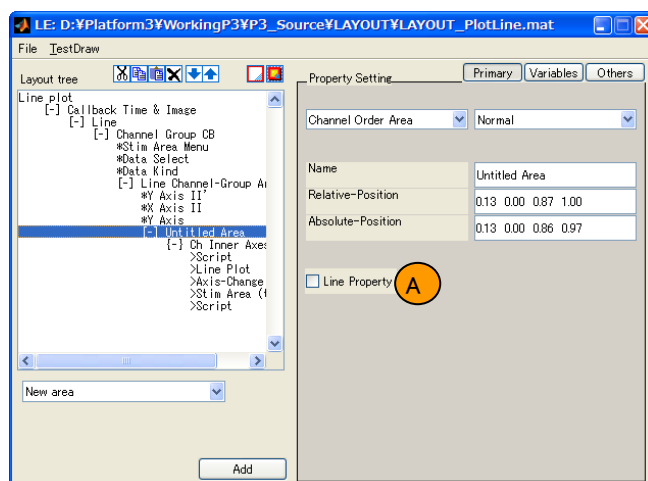 LE: D:¥Platform3¥WorkingP3¥P3_Source¥LAYOUT¥LAYOUT_PlotLine.mat
File TestDraw
Layout tree
Line plot
[-] Callback Time & Image
[-] Line
[-] Channel Group CB
*Stim Area Menu
*Data Select
*Data Kind
[-] Line Channel-Group A
*Y Axis II'
*X Axis II
*Y Axis
[-] Untitled Area
{-} Ch Inner Axes
>Script
>Line Plot
>Axis-Change
>Stim Area (
>Script
New area
Add
Property Setting
Primary Variables Others
Channel Order Area Normal
Name Untitled Area
Relative-Position 0.13 0.00 0.87 1.00
Absolute-Position 0.13 0.00 0.86 0.97
Line Property A